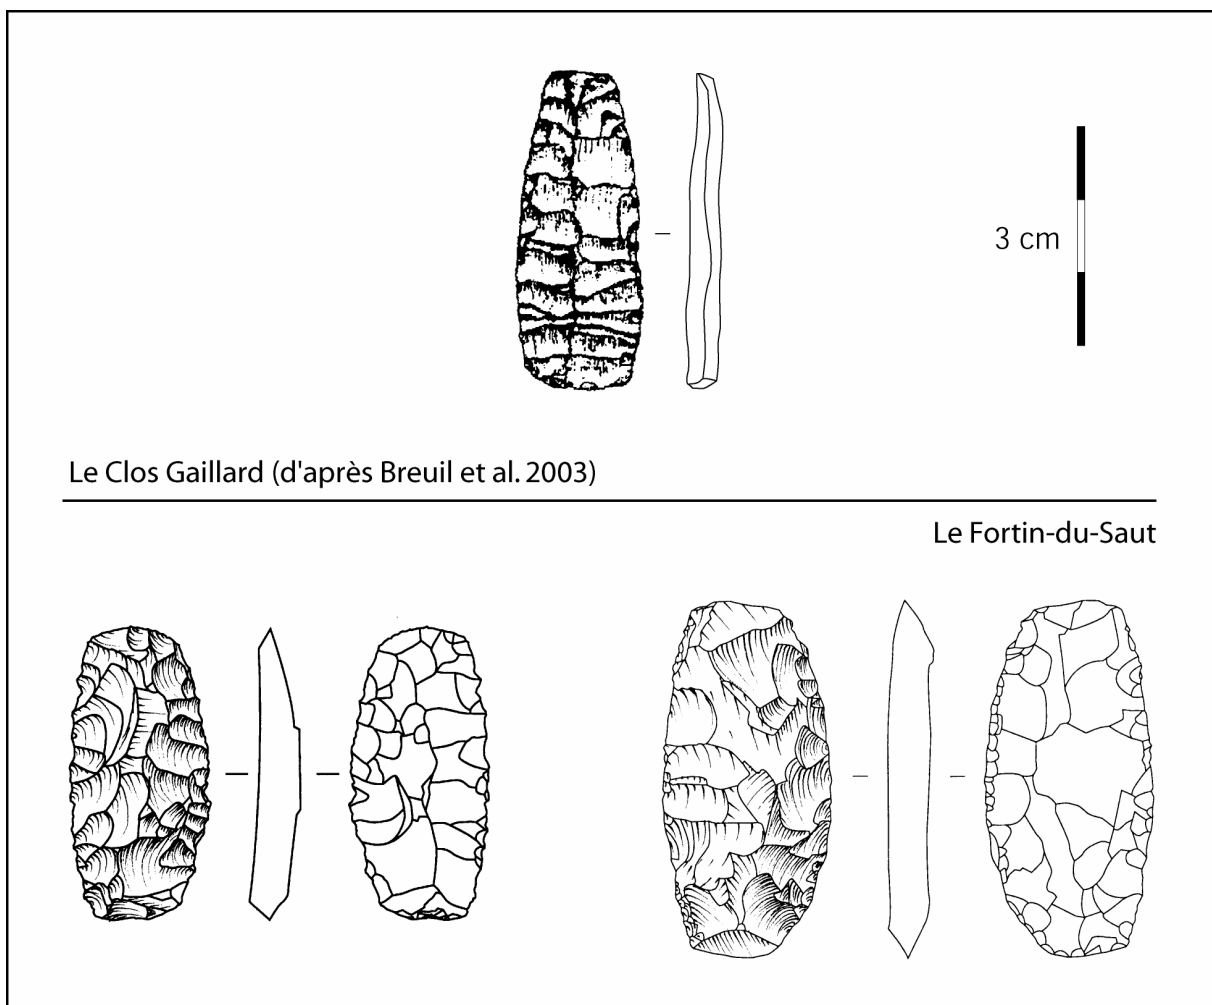 3 cm
Le Clos Gaillard (d'après Breuil et al. 2003)
Le Fortin-du-Saut